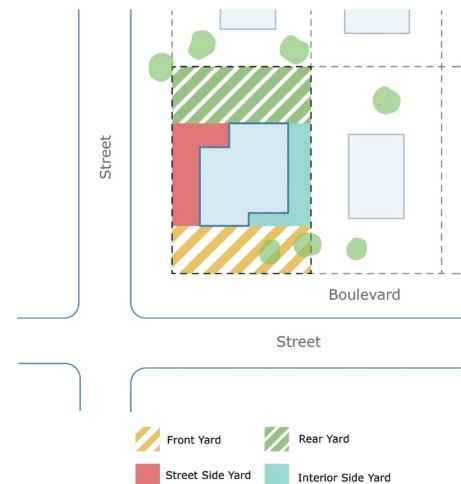 Street
Boulevard
Street
Front Yard
Rear Yard
Street Side Yard
Interior Side Yard